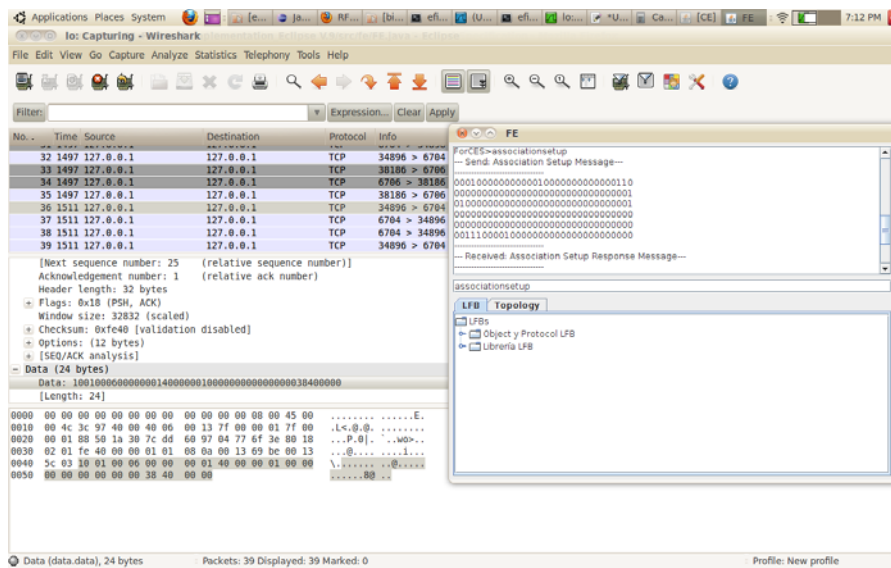 Applications Places System [e... Ja... RF... [bi... efi... (U... efi... lo:... *U... Ca... [CE] FE 7:12 PM
lo: Capturing - Wireshark
File Edit View Go Capture Analyze Statistics Telephony Tools Help
Filter: Expression... Clear Apply
No. . Time Source Destination Protocol Info
32 1497 127.0.0.1 127.0.0.1 TCP 34896 > 6704
33 1497 127.0.0.1 127.0.0.1 TCP 38186 > 6706
34 1497 127.0.0.1 127.0.0.1 TCP 6706 > 38186
35 1497 127.0.0.1 127.0.0.1 TCP 38186 > 6706
36 1511 127.0.0.1 127.0.0.1 TCP 34896 > 6704
37 1511 127.0.0.1 127.0.0.1 TCP 6704 > 34896
38 1511 127.0.0.1 127.0.0.1 TCP 6704 > 34896
39 1511 127.0.0.1 127.0.0.1 TCP 34896 > 6704
[Next sequence number: 25 (relative sequence number)]
Acknowledgement number: 1 (relative ack number)
Header length: 32 bytes
Flags: 0x18 (PSH, ACK)
Window size: 32832 (scaled)
Checksum: 0xfe40 [validation disabled]
Options: (12 bytes)
[SEQ/ACK analysis]
Data (24 bytes)
Data: 100100060000000140000001000000000000000038400000
[Length: 24]
0000 00 00 00 00 00 00 00 00 00 00 00 00 08 00 45 00 ........ ......E.
0010 00 4c 3c 97 40 00 40 06 00 13 7f 00 00 01 7f 00 .L<.@.@. ........
0020 00 01 88 50 1a 30 7c dd 60 97 04 77 6f 3e 80 18 ...P.0|. `..wo>..
0030 02 01 fe 40 00 00 01 01 08 0a 00 13 69 be 00 13 ...@.... ....i...
0040 5c 03 10 01 00 06 00 00 00 01 40 00 00 01 00 00 \....... ..@.....
0050 00 00 00 00 00 00 38 40 00 00 ......8@ ..
FE
ForCES>associationsetup
--- Send: Association Setup Message---
------------------------------
00010000000000010000000000000110
00000000000000000000000000000001
01000000000000000000000000000001
00000000000000000000000000000000
00000000000000000000000000000000
00111000010000000000000000000000
------------------------------
--- Received: Association Setup Response Message---
------------------------------
associationsetup
LFB Topology
LFBs
Object y Protocol LFB
Librería LFB
Data (data.data), 24 bytes Packets: 39 Displayed: 39 Marked: 0 Profile: New profile